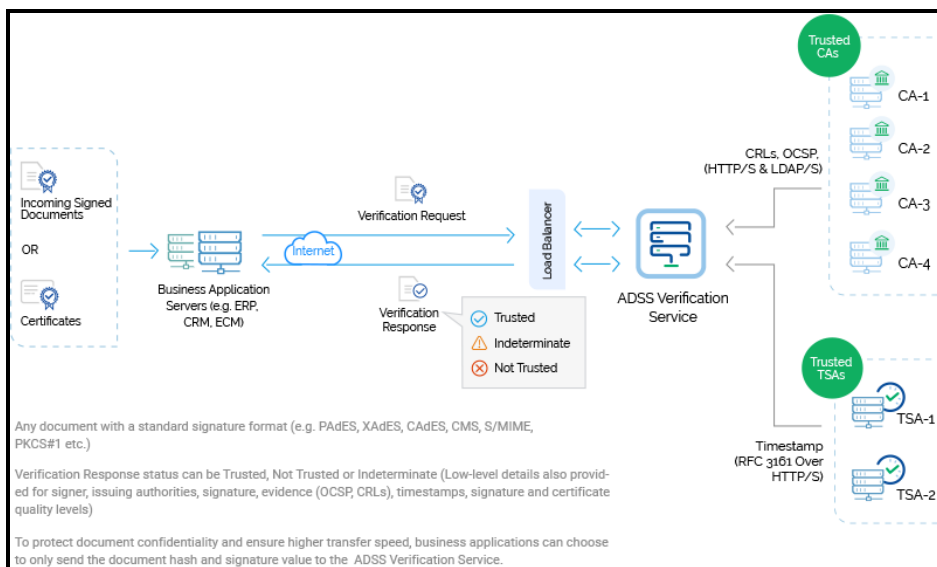 Trusted
CAs
CA-1
CA-2
CA-3
CA-4
CRLs, OCSP,
(HTTP/S & LDAP/S)
Incoming Signed
Documents
OR
Certificates
Business Application
Servers (e.g. ERP,
CRM, ECM)
Verification Request
Internet
Verification
Response
Trusted
Indeterminate
Not Trusted
Load Balancer
ADSS Verification
Service
Trusted
TSAs
TSA-1
TSA-2
Timestamp
(RFC 3161 Over
HTTP/S)
Any document with a standard signature format (e.g. PAdES, XAdES, CAdES, CMS, S/MIME,
PKCS#1 etc.)
Verification Response status can be Trusted, Not Trusted or Indeterminate (Low-level details also provid-
ed for signer, issuing authorities, signature, evidence (OCSP, CRLs), timestamps, signature and certificate
quality levels)
To protect document confidentiality and ensure higher transfer speed, business applications can choose
to only send the document hash and signature value to the ADSS Verification Service.